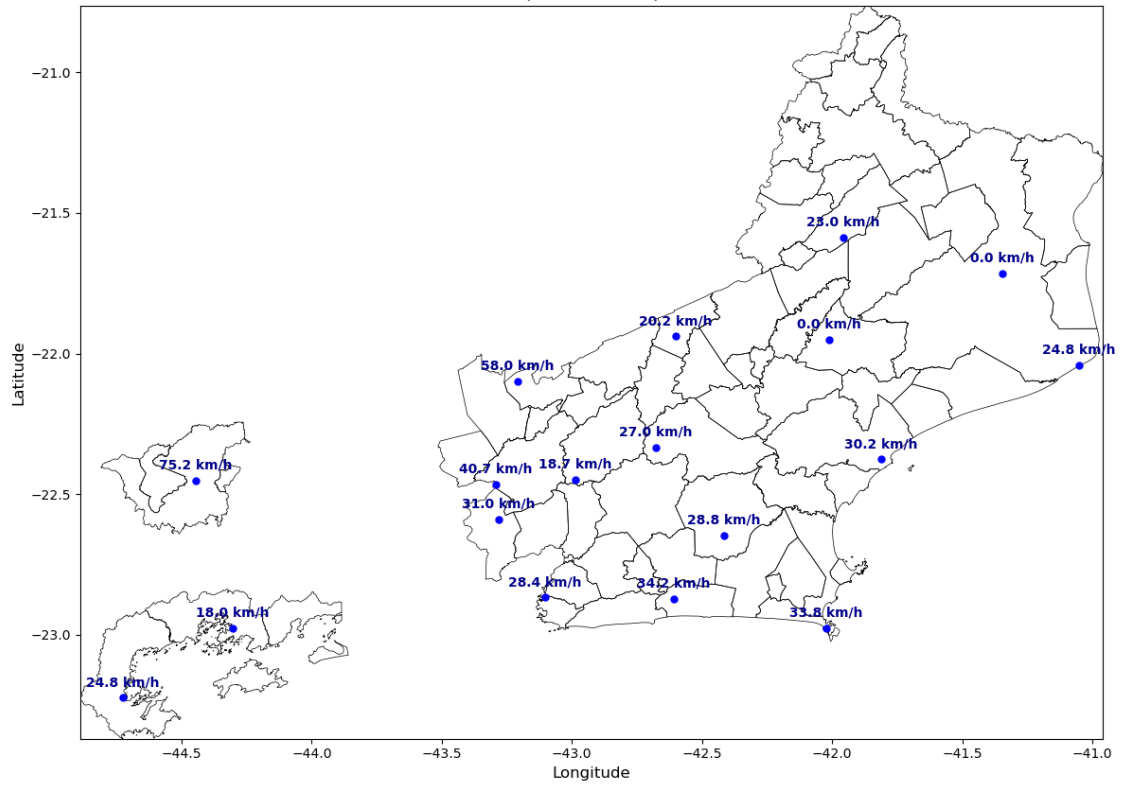 −21.0
−21.5
23.0 km/h
0.0 km/h
20.2 km/h
0.0 km/h
−22.0
24.8 km/h
58.0 km/h
27.0 km/h
30.2 km/h
75.2 km/h
40.7 km/h
18.7 km/h
−22.5
31.0 km/h
28.8 km/h
28.4 km/h
34.2 km/h
18.0 km/h
33.8 km/h
−23.0
24.8 km/h
Latitude
−44.5 −44.0 −43.5 −43.0 −42.5 −42.0 −41.5 −41.0
Longitude